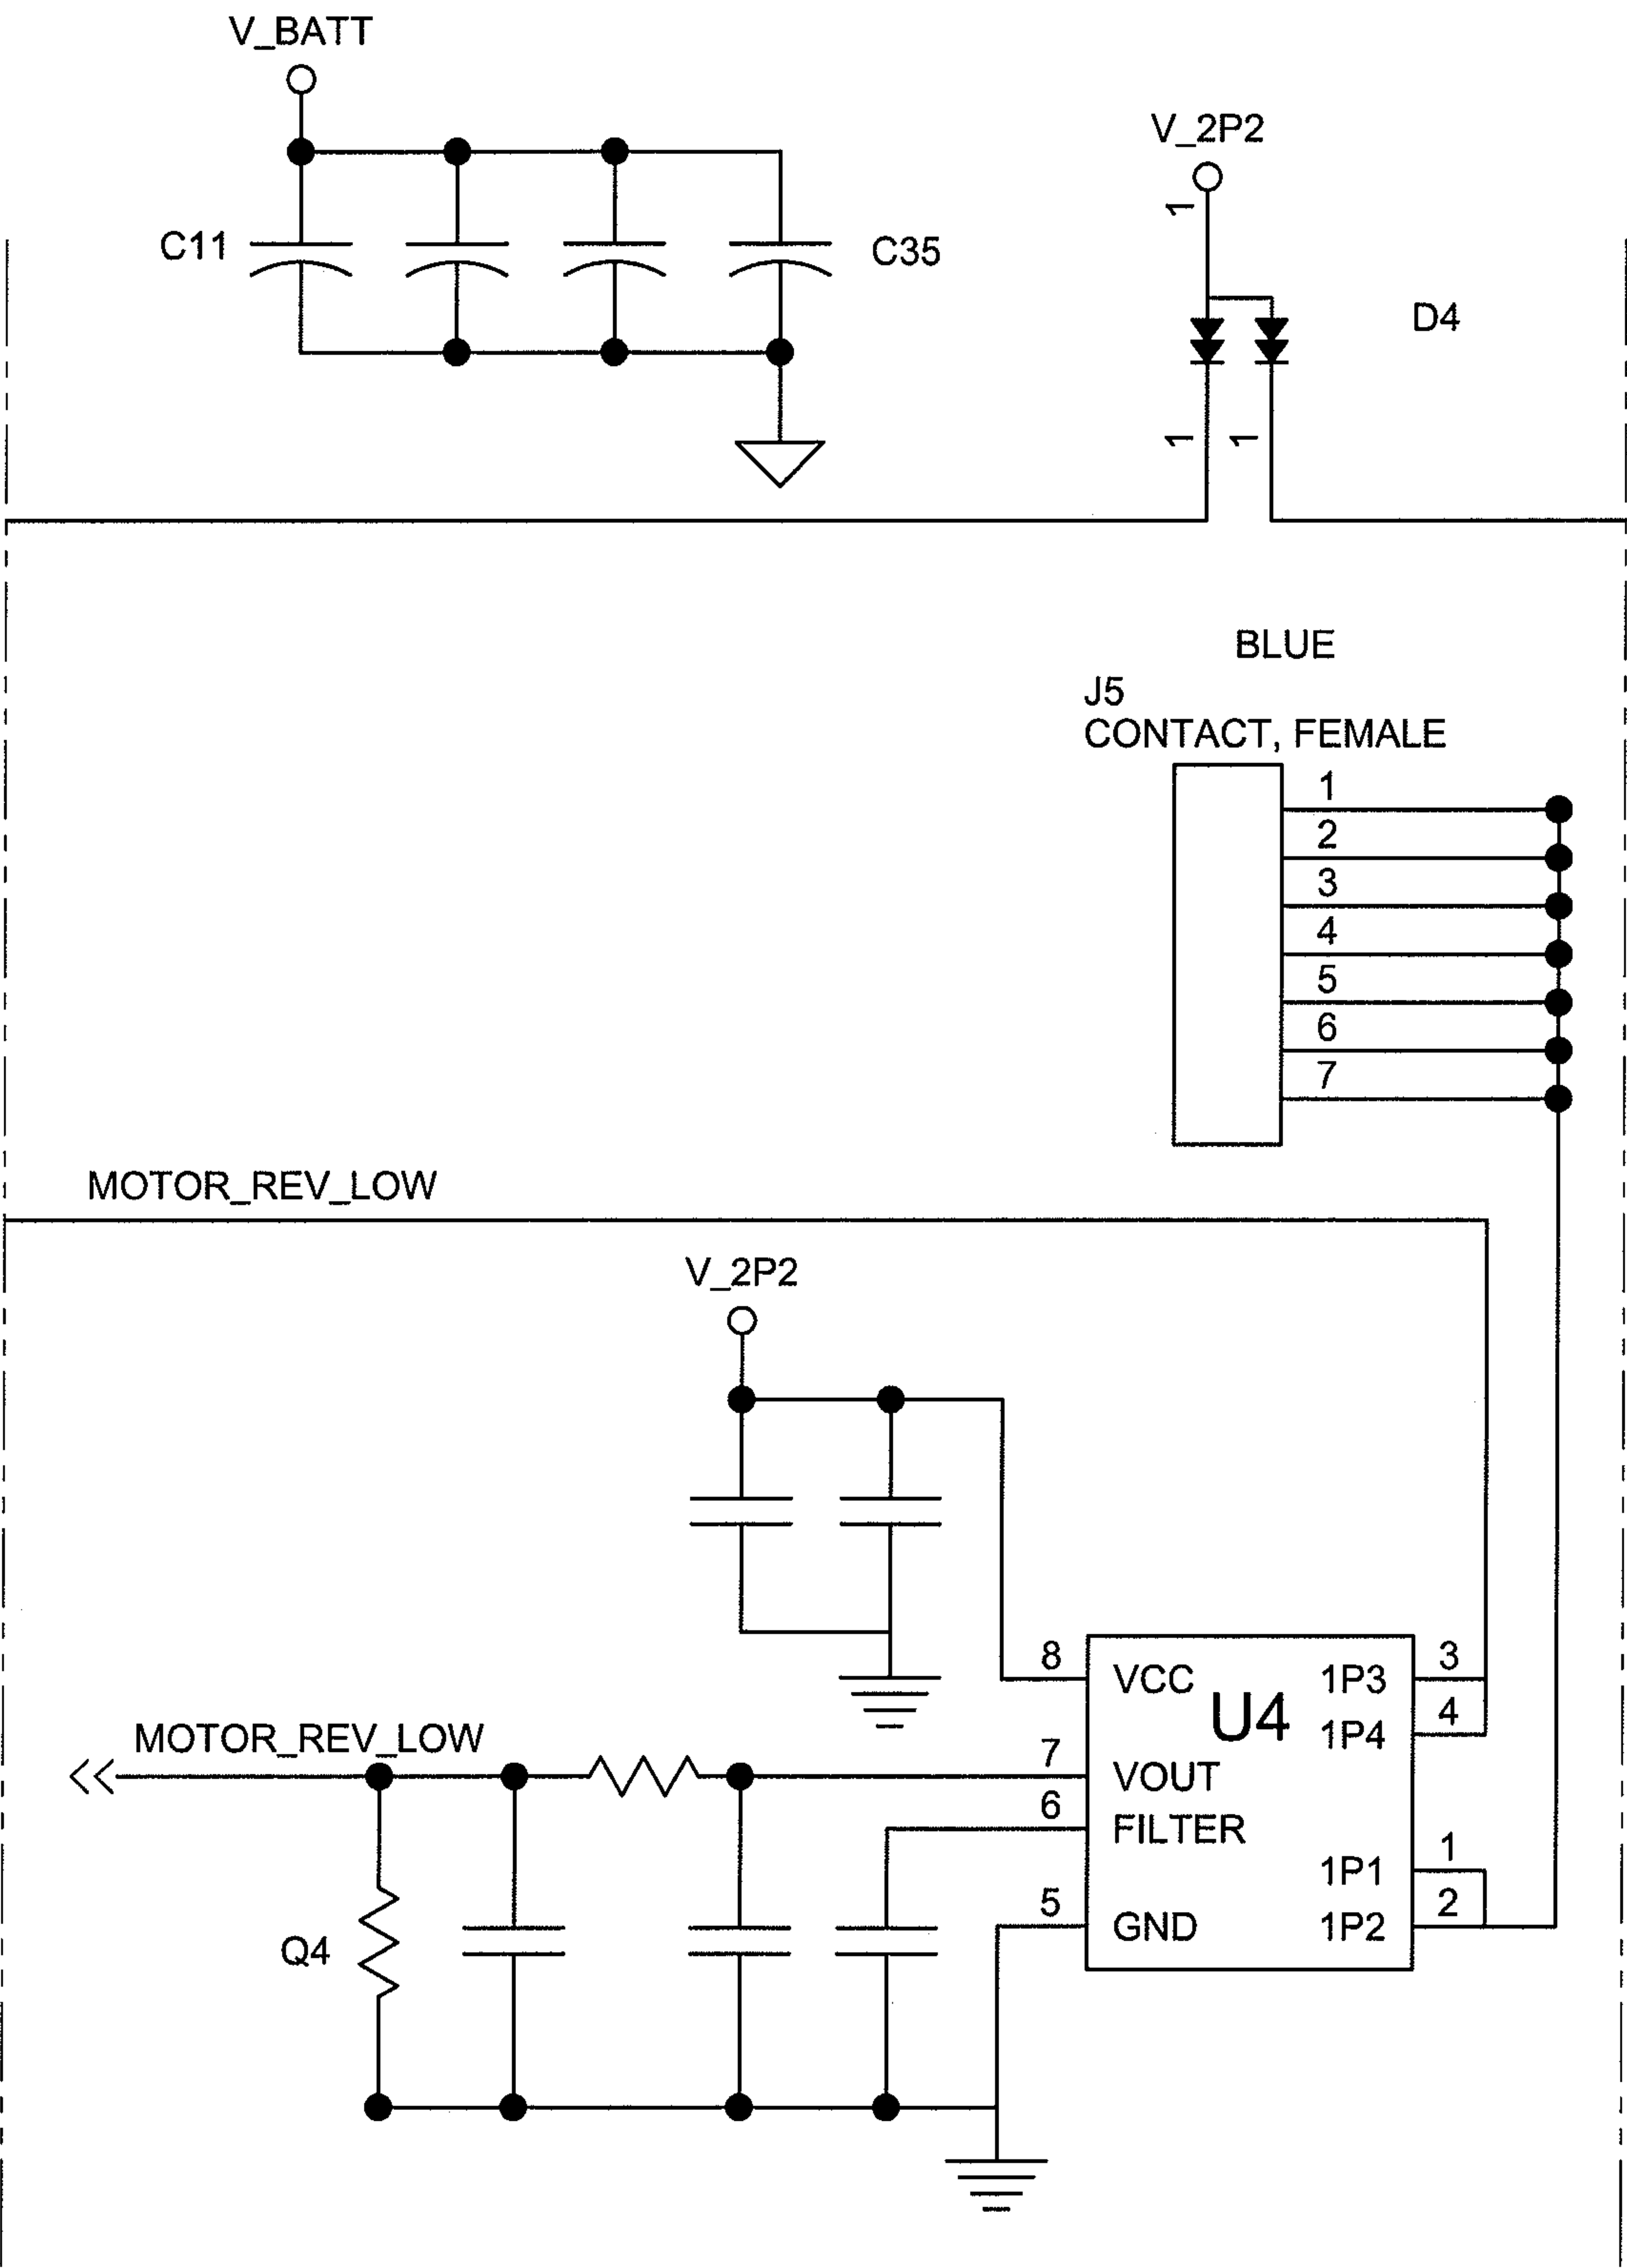 V_BATT
V_2P2
1
C11
C35
D4
1 1
BLUE
J5
CONTACT, FEMALE
1
2
3
4
5
6
7
MOTOR_REV_LOW
V_2P2
8 VCC 1P3 3
U4
1P4 4
MOTOR_REV_LOW
7 VOUT
6 FILTER
1P1 1
5 GND 1P2 2
Q4